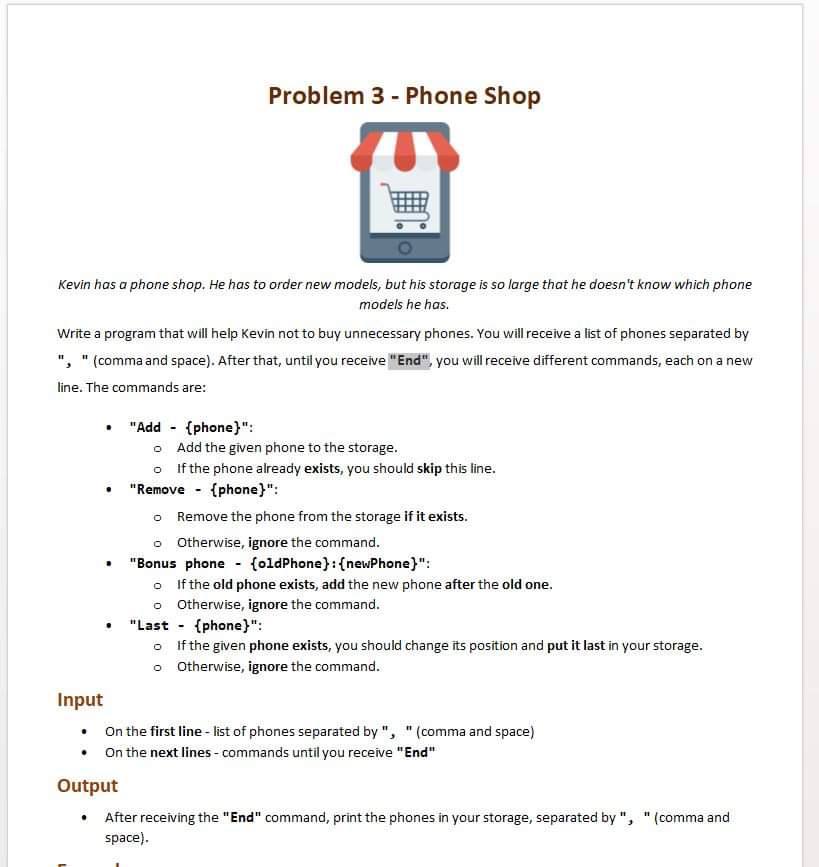 Problem 3 - Phone Shop
Kevin has a phone shop. He has to order new models, but his storage is so large that he doesn't know which phone
models he has.
Write a program that will help Kevin not to buy unnecessary phones. You will receive a list of phones separated by
", " (comma and space). After that, until you receive "End", you will receive different commands, each on a new
line. The commands are:
• "Add - {phone}":
o Add the given phone to the storage.
o If the phone already exists, you should skip this line.
• "Remove - {phone}":
o Remove the phone from the storage if it exists.
o Otherwise, ignore the command.
• "Bonus phone - {oldPhone}:{newPhone}":
o If the old phone exists, add the new phone after the old one.
o Otherwise, ignore the command.
• "Last - {phone}":
o If the given phone exists, you should change its position and put it last in your storage.
o Otherwise, ignore the command.
Input
• On the first line - list of phones separated by ", " (comma and space)
• On the next lines - commands until you receive "End"
Output
• After receiving the "End" command, print the phones in your storage, separated by ", " (comma and
space).